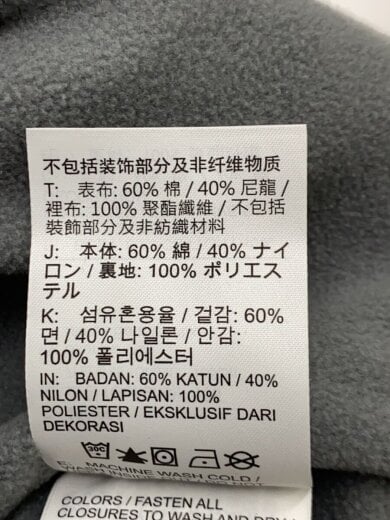 不包括装饰部分及非纤维物质
T: 表布: 60% 棉 / 40% 尼龍 /
裡布: 100% 聚酯纖維 / 不包括
裝飾部分及非紡織材料
J: 本体: 60% 綿 / 40% ナイ
ロン / 裏地: 100% ポリエス
テル
K: 섬유혼용율 / 겉감: 60%
면 / 40% 나일론 / 안감:
100% 폴리에스터
IN: BADAN: 60% KATUN / 40%
NILON / LAPISAN: 100%
POLIESTER / EKSKLUSIF DARI
DEKORASI
30C
E: MACHINE WASH COLD /
COLORS / FASTEN ALL
CLOSURES TO WASH AND DRY